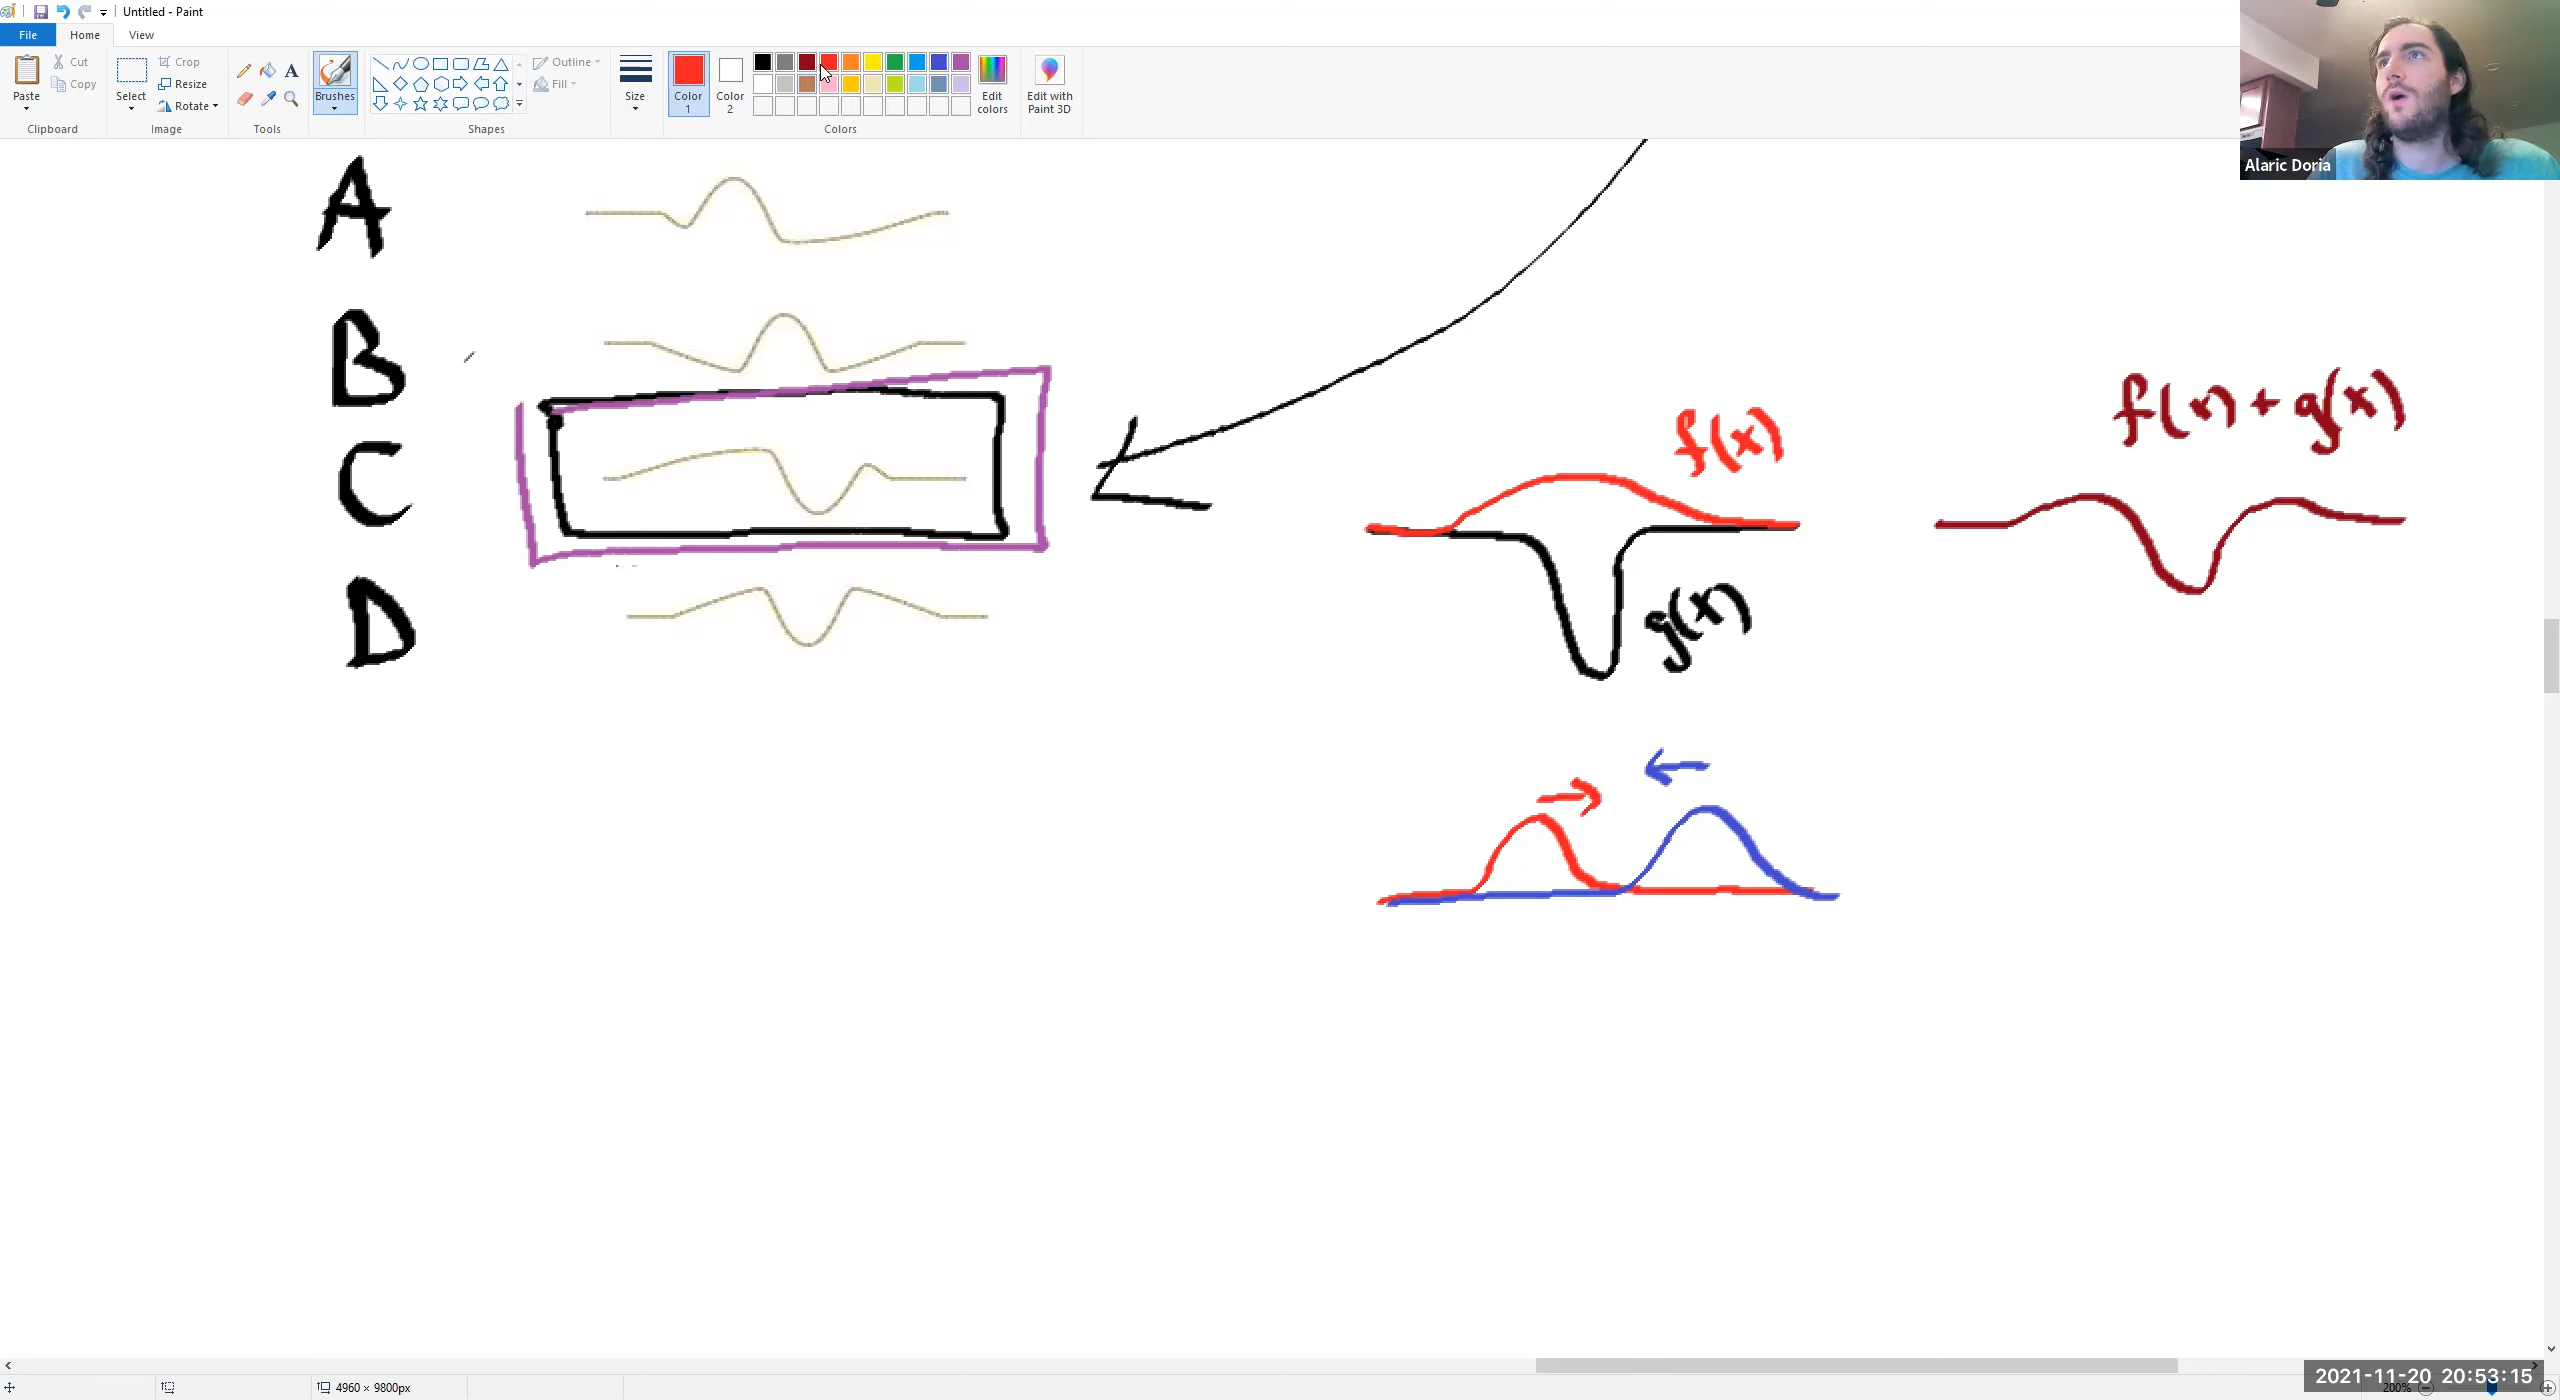 Untitled - Paint
File Home View
Paste
Cut
Copy
Select
Crop
Resize
Rotate
Brushes
Outline
Fill
Size
Color 1
Color 2
Edit colors
Edit with Paint 3D
Clipboard
Image
Tools
Shapes
Colors
Alaric Doria
A
B
C
D
f(x)
g(x)
f(x) + g(x)
4960 × 9800px
200%
2021-11-20 20:53:15